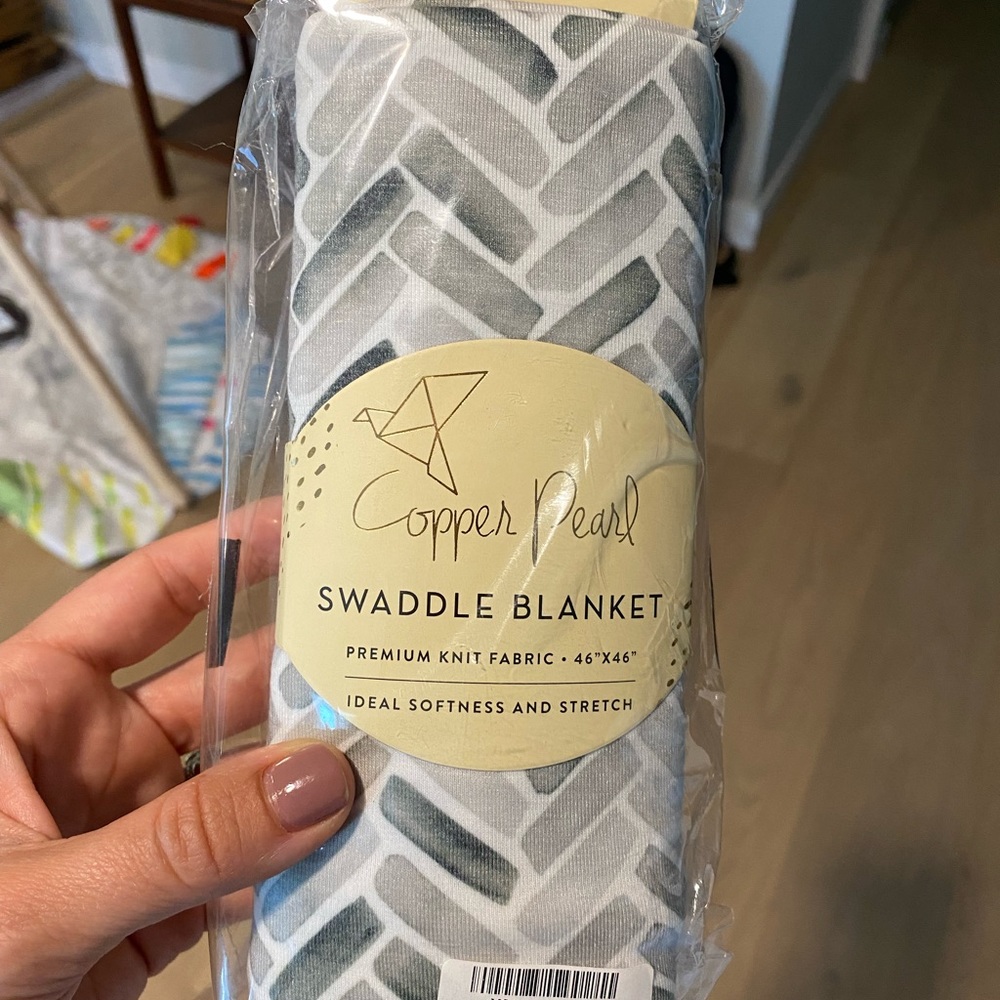 Copper Pearl
SWADDLE BLANKET
PREMIUM KNIT FABRIC • 46"X46"
IDEAL SOFTNESS AND STRETCH